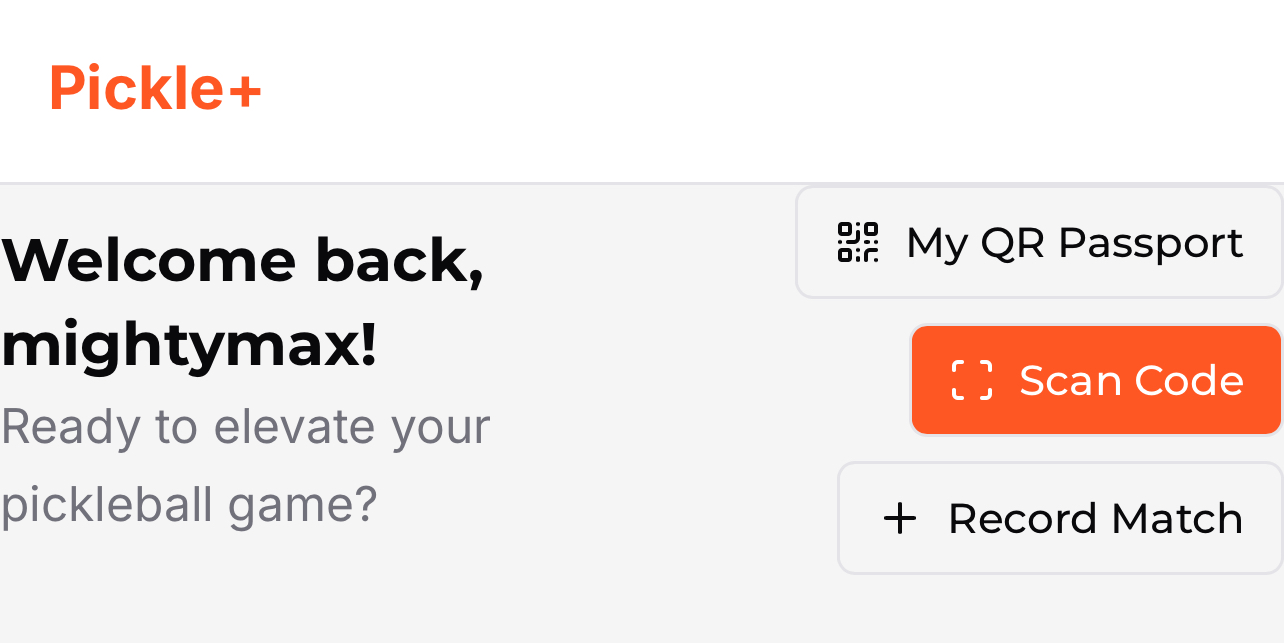 Pickle+
Welcome back,
mightymax!
Ready to elevate your
pickleball game?
My QR Passport
Scan Code
Record Match